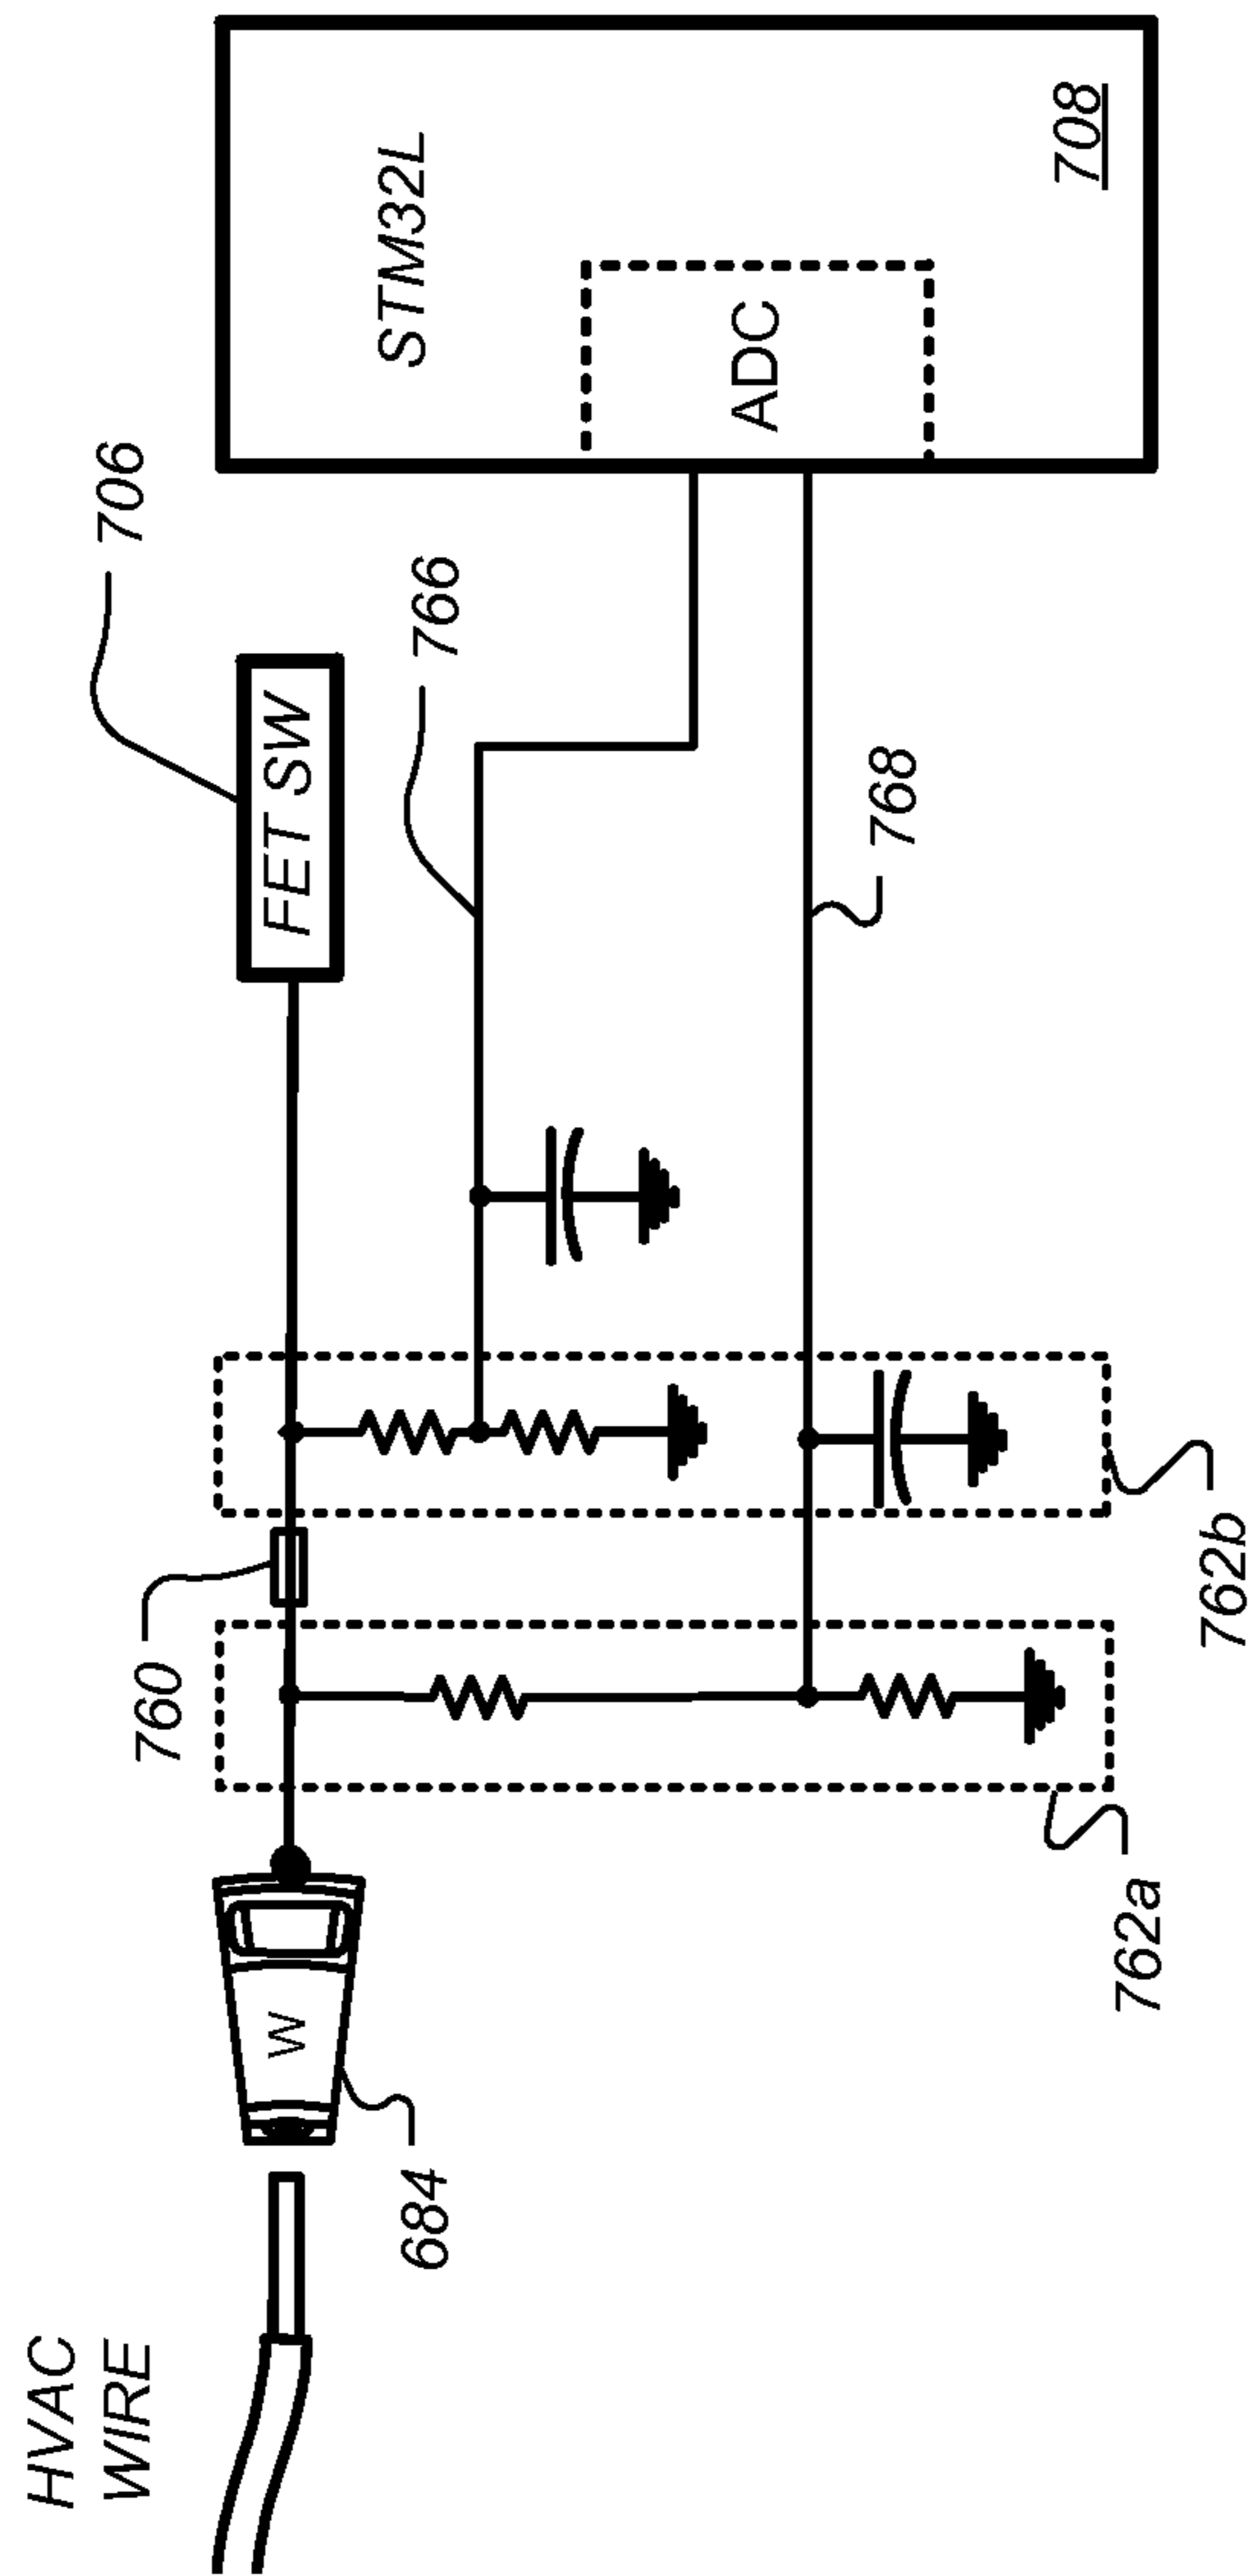 HVAC
WIRE
W
684
762a
760
762b
768
766
FET SW
706
ADC
STM32L
708